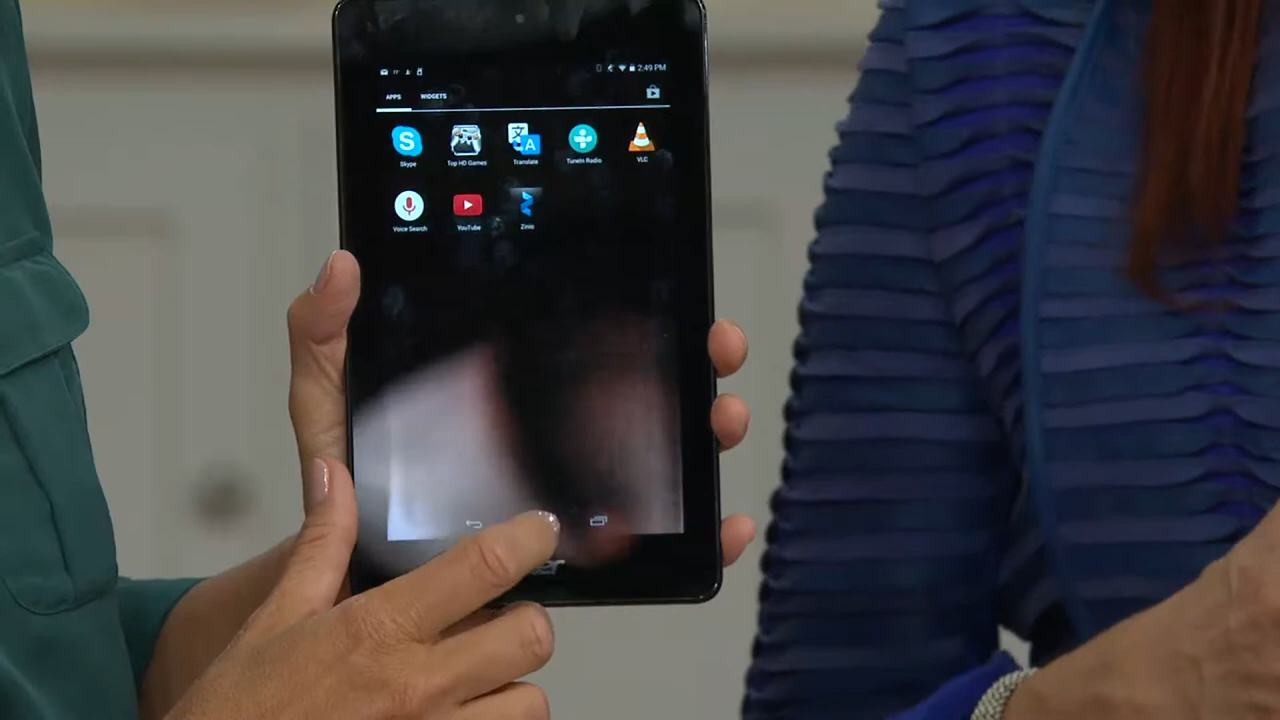 2:49 PM
APPS WIDGETS
Skype Top HD Games Translate TuneIn Radio VLC
Voice Search YouTube Zinio